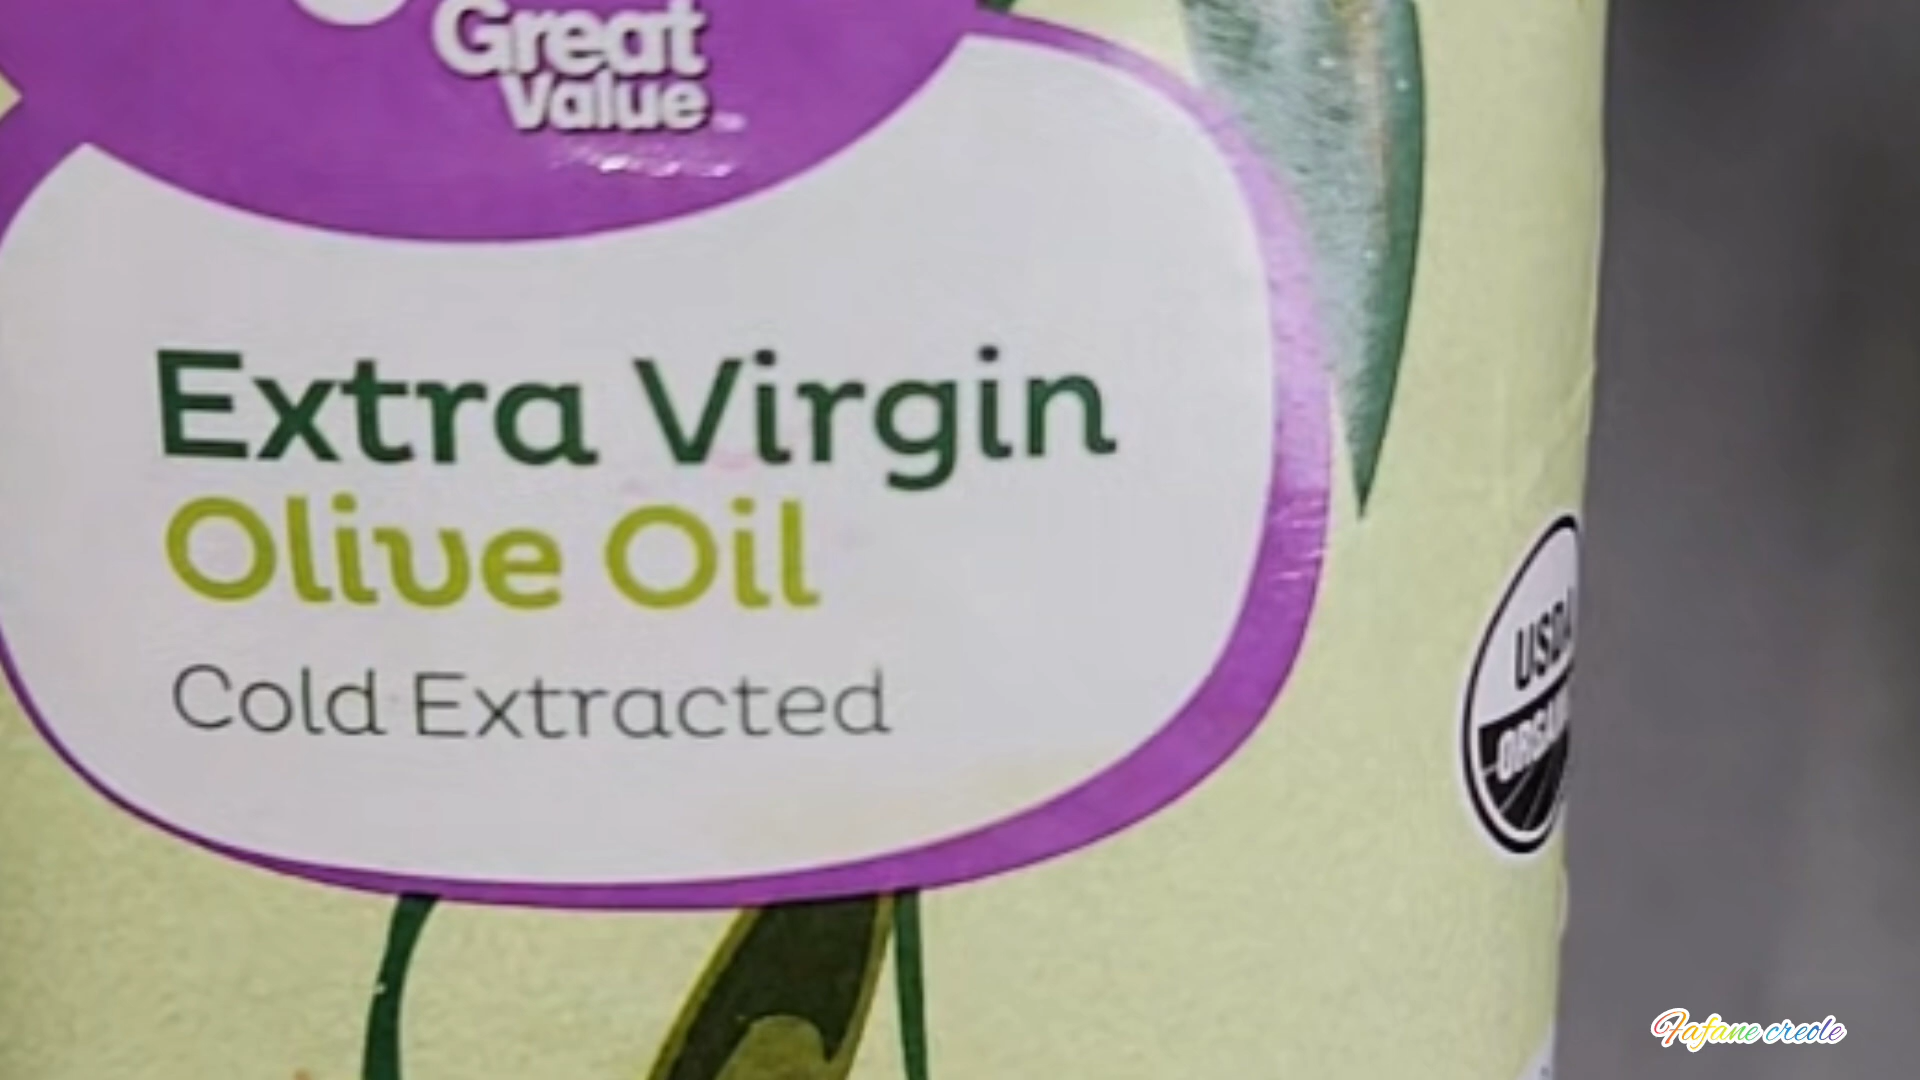 Great
Value
Extra Virgin
Olive Oil
Cold Extracted
USDA
Fafane creole